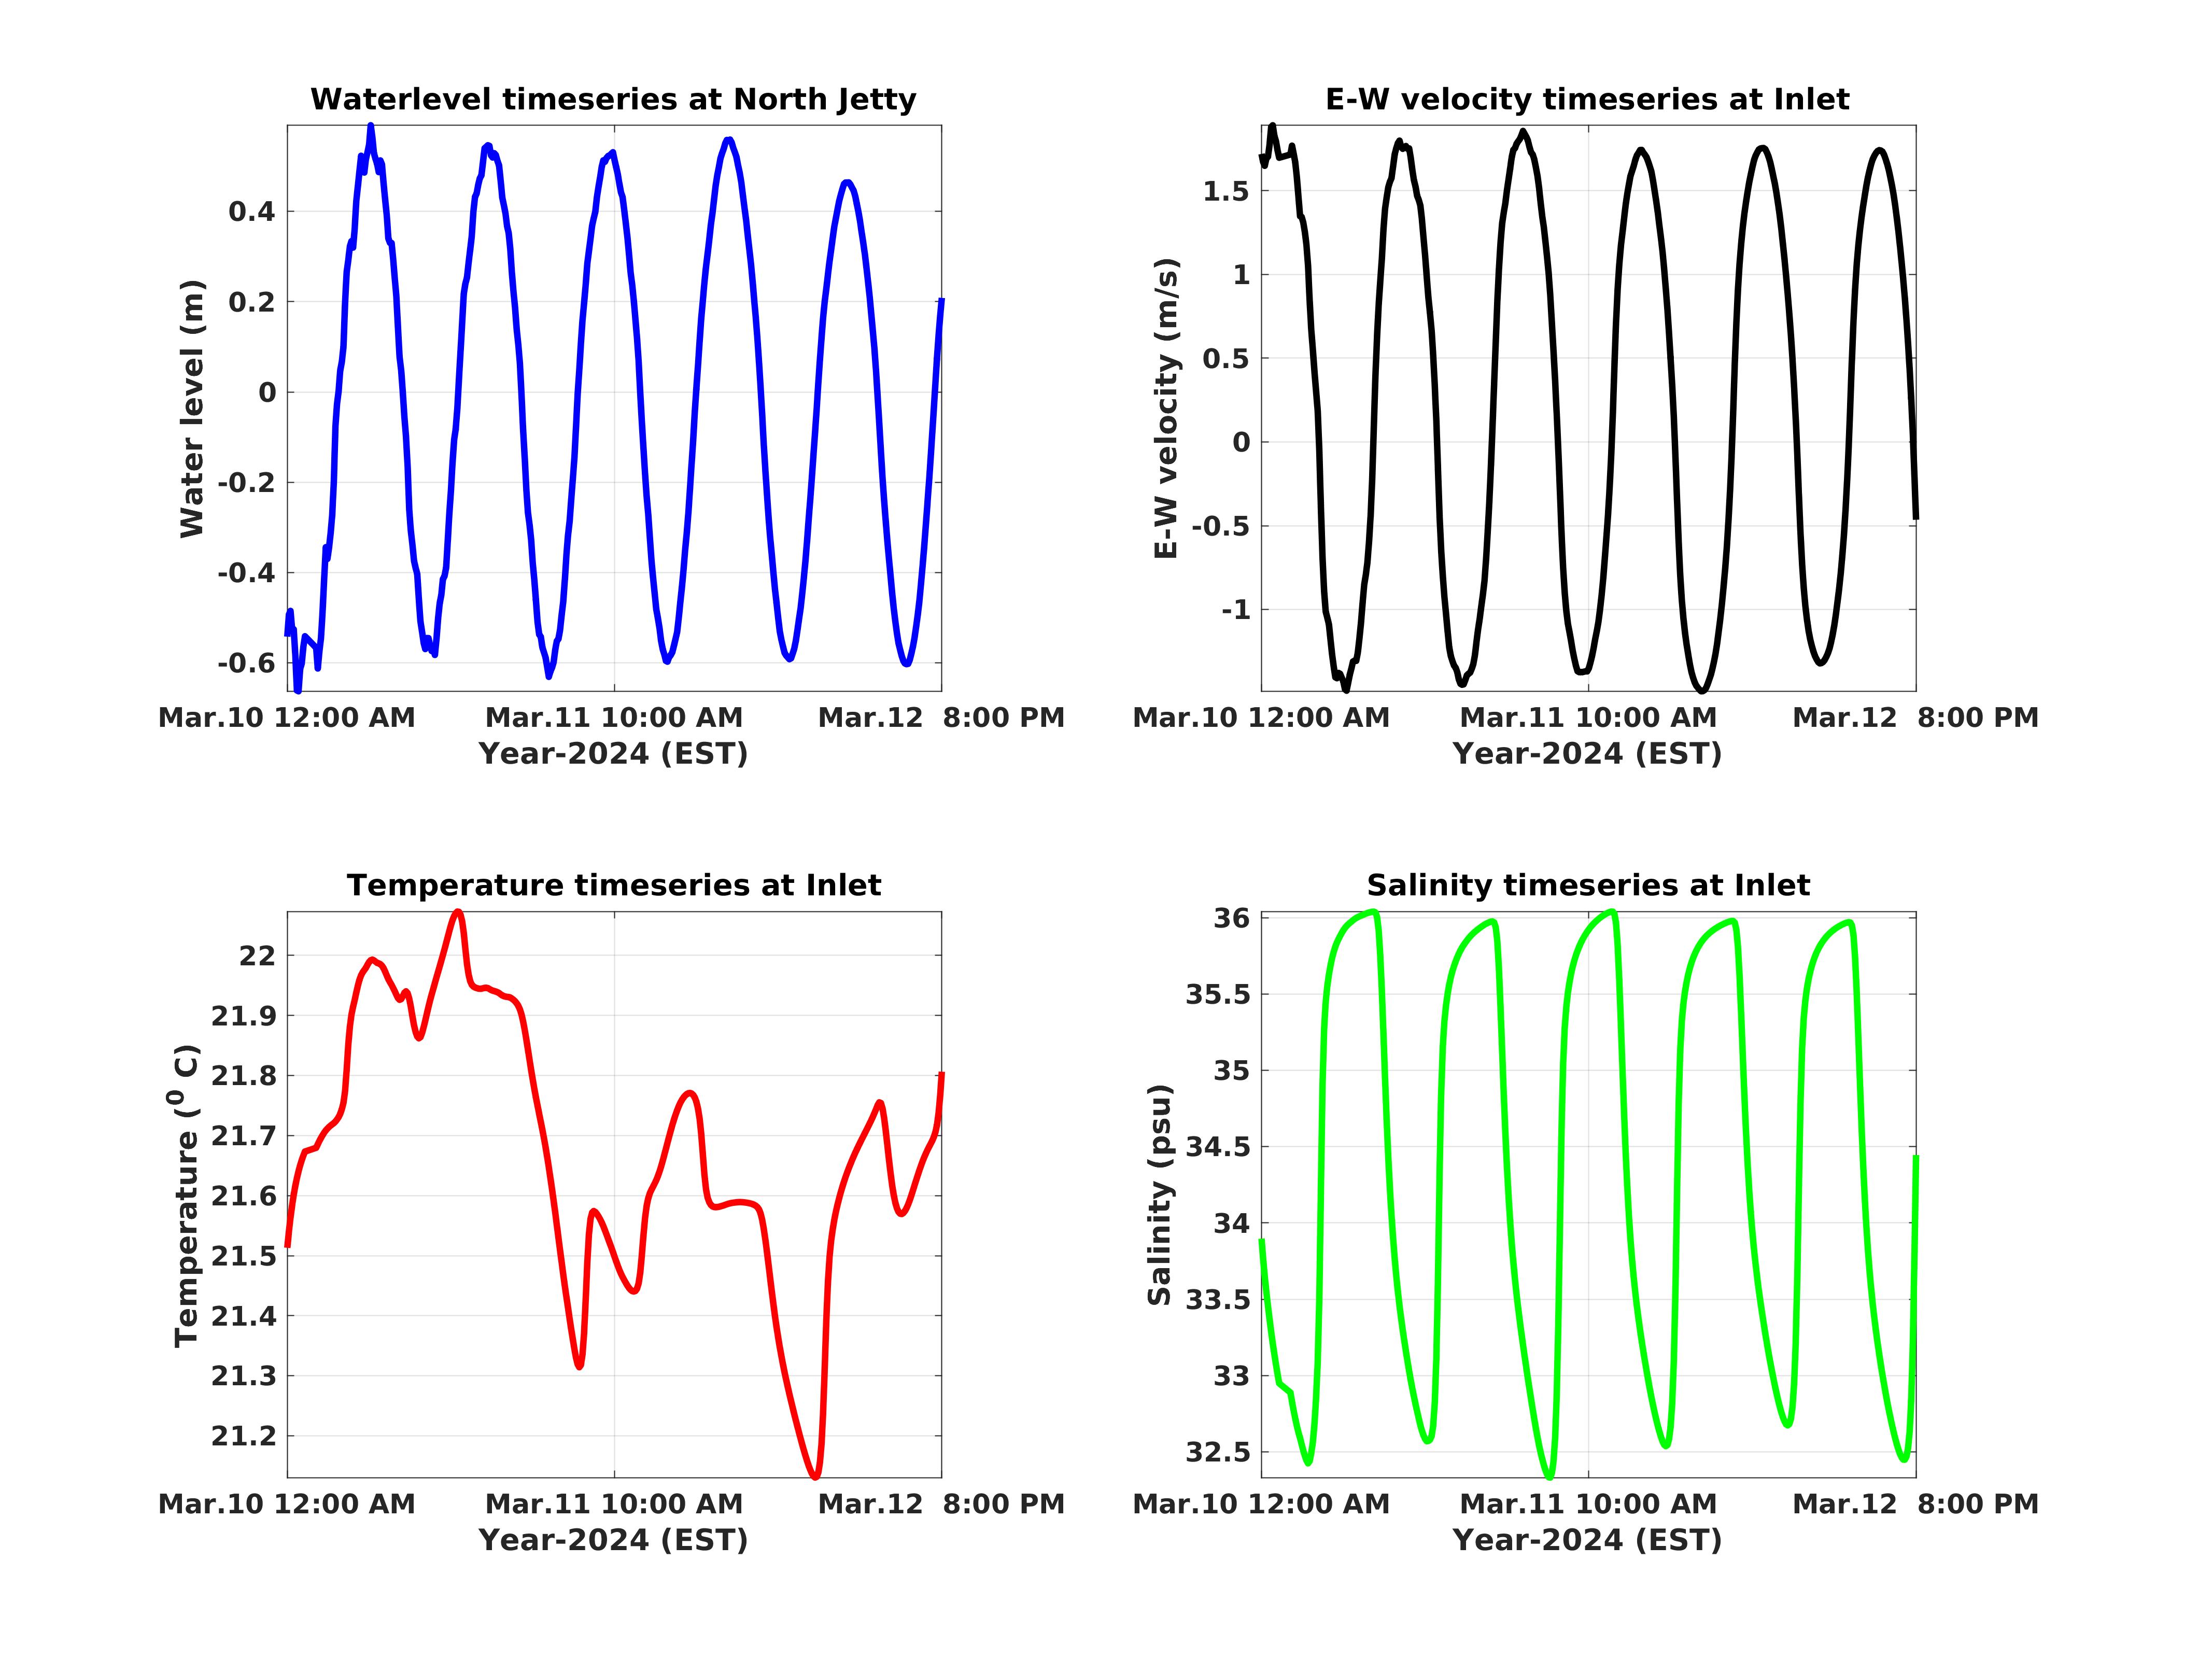 Waterlevel timeseries at North Jetty
Water level (m)
0.4
0.2
0
-0.2
-0.4
-0.6
Mar.10 12:00 AM Mar.11 10:00 AM Mar.12 8:00 PM
Year-2024 (EST)
E-W velocity timeseries at Inlet
E-W velocity (m/s)
1.5
1
0.5
0
-0.5
-1
Mar.10 12:00 AM Mar.11 10:00 AM Mar.12 8:00 PM
Year-2024 (EST)
Temperature timeseries at Inlet
Temperature (⁰ C)
22
21.9
21.8
21.7
21.6
21.5
21.4
21.3
21.2
Mar.10 12:00 AM Mar.11 10:00 AM Mar.12 8:00 PM
Year-2024 (EST)
Salinity timeseries at Inlet
Salinity (psu)
36
35.5
35
34.5
34
33.5
33
32.5
Mar.10 12:00 AM Mar.11 10:00 AM Mar.12 8:00 PM
Year-2024 (EST)